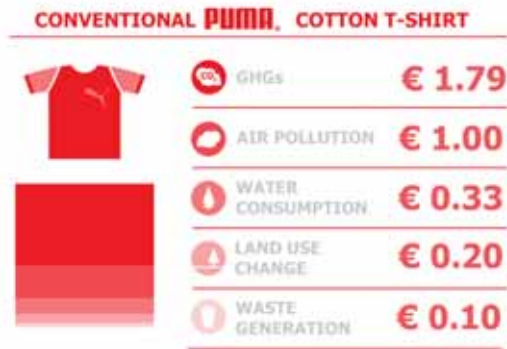 CONVENTIONAL PUMA® COTTON T-SHIRT
CO₂ GHGs € 1.79
AIR POLLUTION € 1.00
WATER
CONSUMPTION € 0.33
LAND USE
CHANGE € 0.20
WASTE
GENERATION € 0.10